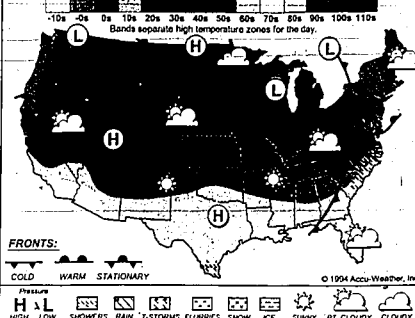 -10s -0s 0s 10s 20s 30s 40s 50s 60s 70s 80s 90s 100s 110s
Bands separate high temperature zones for the day.
L
H
L
L
H
H
FRONTS:
COLD WARM STATIONARY
© 1994 Accu-Weather, Inc
Pressure
H L
HIGH LOW SHOWERS RAIN T-STORMS FLURRIES SNOW ICE SUNNY PT. CLOUDY CLOUDY